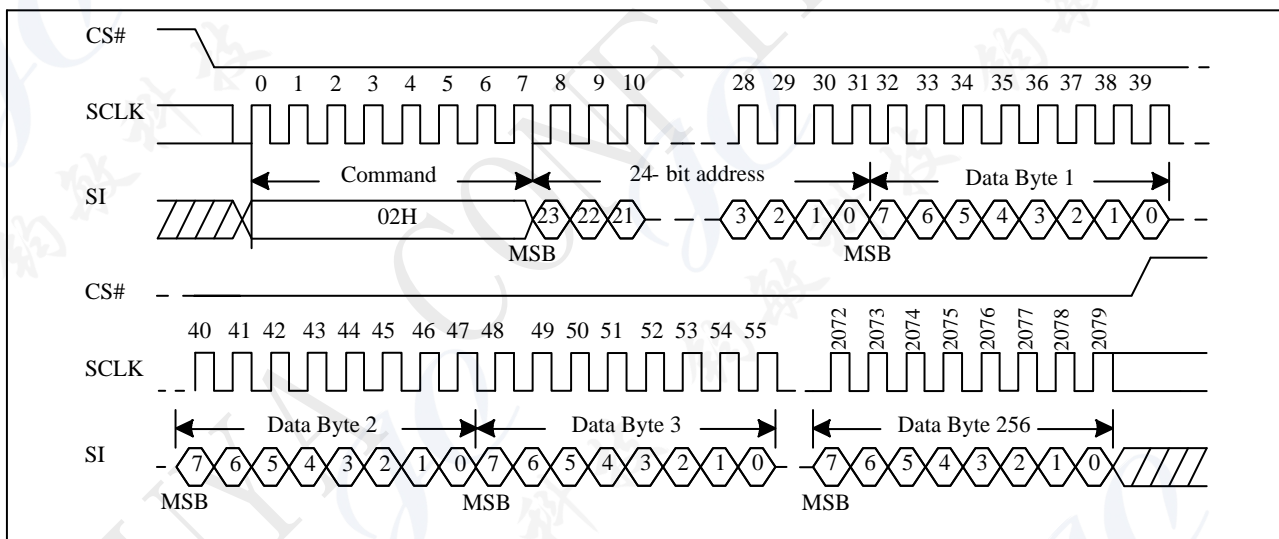 CS#
0 1 2 3 4 5 6 7 8 9 10 28 29 30 31 32 33 34 35 36 37 38 39
SCLK
Command 24- bit address Data Byte 1
SI
02H 23 22 21 3 2 1 0 7 6 5 4 3 2 1 0
MSB MSB
CS#
40 41 42 43 44 45 46 47 48 49 50 51 52 53 54 55 2072 2073 2074 2075 2076 2077 2078 2079
SCLK
Data Byte 2 Data Byte 3 Data Byte 256
SI
7 6 5 4 3 2 1 0 7 6 5 4 3 2 1 0 7 6 5 4 3 2 1 0
MSB MSB MSB